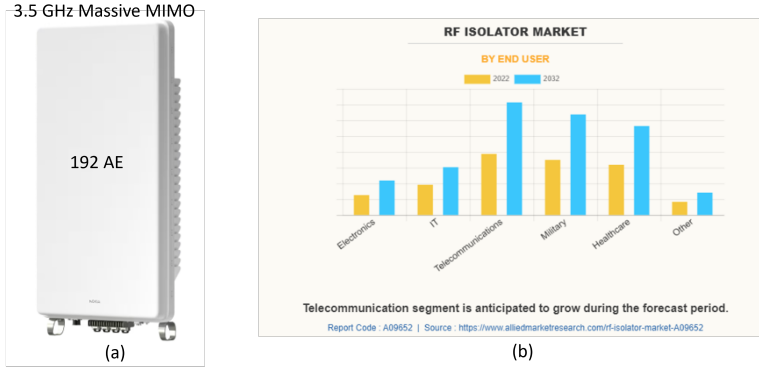 3.5 GHz Massive MIMO
192 AE
NOKIA
(a)
RF ISOLATOR MARKET
BY END USER
2022
2032
Electronics
IT
Telecommunications
Military
Healthcare
Other
Telecommunication segment is anticipated to grow during the forecast period.
Report Code : A09652 | Source : https://www.alliedmarketresearch.com/rf-isolator-market-A09652
(b)